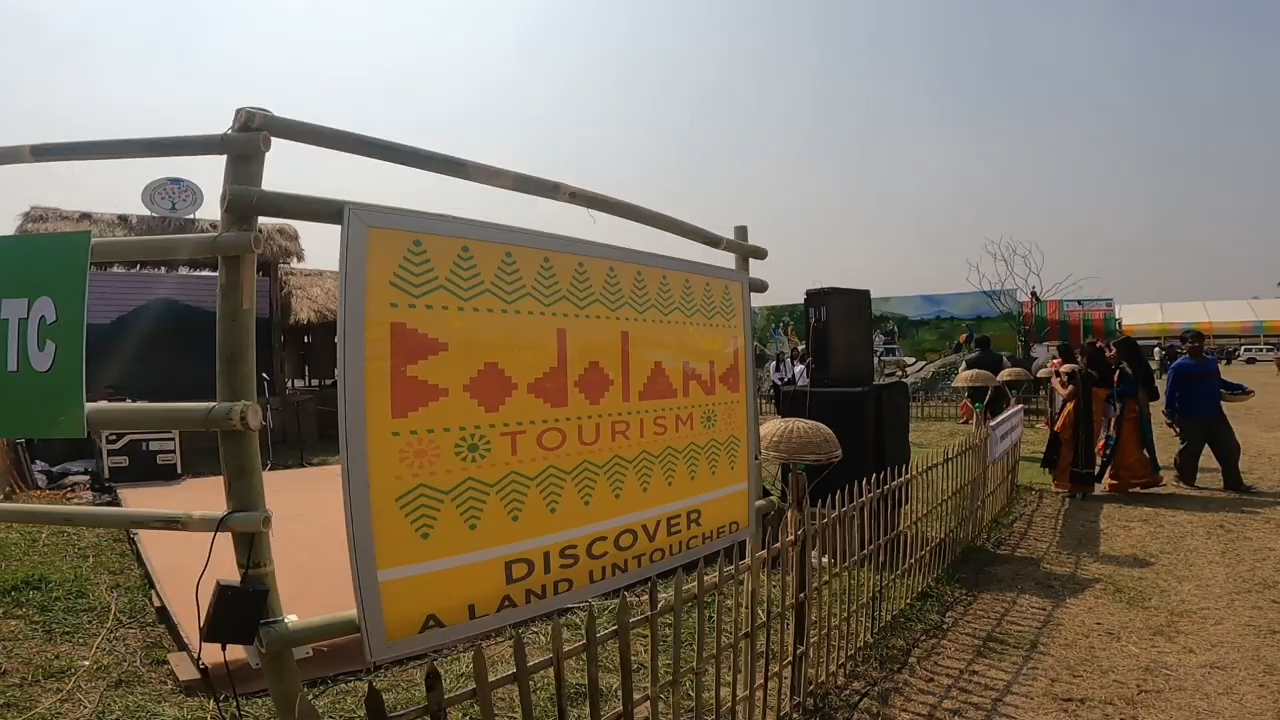 TC
Bodoland
TOURISM
DISCOVER
A LAND UNTOUCHED